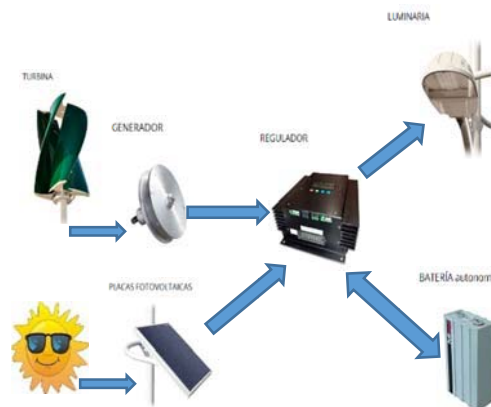 LUMINARIA
TURBINA
GENERADOR
REGULADOR
PLACAS FOTOVOLTAICAS
BATERÍA autonom